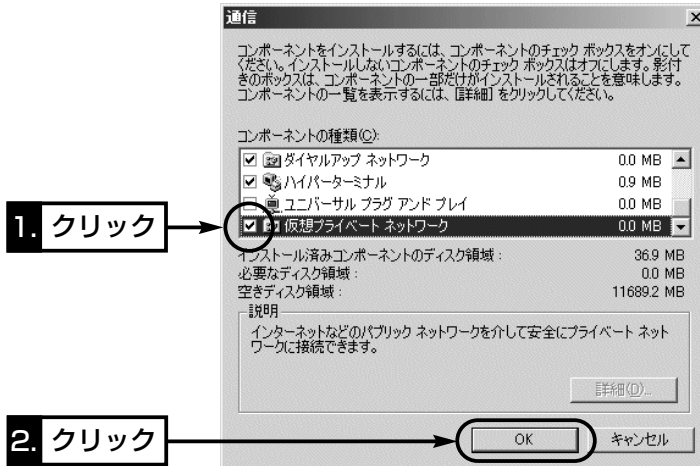 通信
コンポーネントをインストールするには、コンポーネントのチェック ボックスをオンにして
ください。インストールしないコンポーネントのチェック ボックスはオフにします。影付
きのボックスは、コンポーネントの一部だけがインストールされることを意味します。
コンポーネントの一覧を表示するには、[詳細] をクリックしてください。
コンポーネントの種類(C):
ダイヤルアップ ネットワーク 0.0 MB
ハイパーターミナル 0.9 MB
ユニバーサル プラグ アンド プレイ 0.0 MB
1. クリック
仮想プライベート ネットワーク 0.0 MB
インストール済みコンポーネントのディスク領域 : 36.9 MB
必要なディスク領域 : 0.0 MB
空きディスク領域 : 11689.2 MB
説明
インターネットなどのパブリック ネットワークを介して安全にプライベート ネット
ワークに接続できます。
詳細(D)...
2. クリック
OK キャンセル